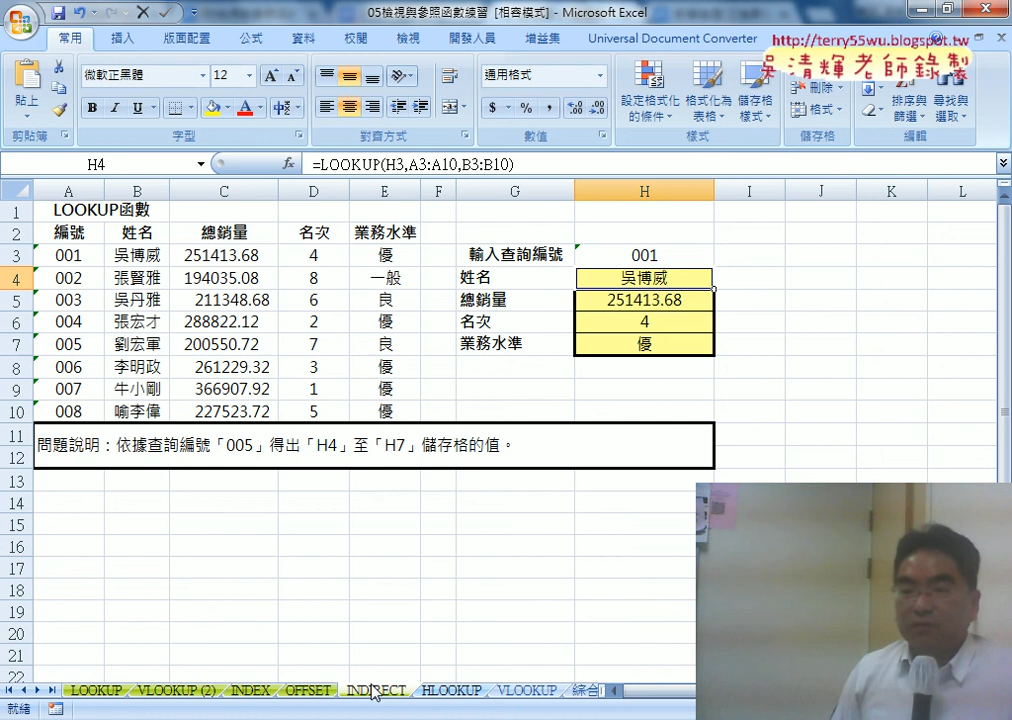 05檢視與參照函數練習 [相容模式] - Microsoft Excel
常用 插入 版面配置 公式 資料 校閱 檢視 開發人員 增益集 Universal Document Converter
http://terry55wu.blogspot.tw
吳清輝老師錄製
貼上 微軟正黑體 12 通用格式 設定格式化的條件 格式化為表格 儲存格樣式 刪除 格式 排序與篩選 尋找與選取
B I U A $ % ,
剪貼簿 字型 對齊方式 數值 樣式 儲存格 編輯
H4 fx =LOOKUP(H3,A3:A10,B3:B10)
A B C D E F G H I J K L
1 LOOKUP函數
2 編號 姓名 總銷量 名次 業務水準
3 001 吳博威 251413.68 4 優 輸入查詢編號 001
4 002 張賢雅 194035.08 8 一般 姓名 吳博威
5 003 吳丹雅 211348.68 6 良 總銷量 251413.68
6 004 張宏才 288822.12 2 優 名次 4
7 005 劉宏軍 200550.72 7 良 業務水準 優
8 006 李明政 261229.32 3 優
9 007 牛小剛 366907.92 1 優
10 008 喻李偉 227523.72 5 優
11 問題說明：依據查詢編號「005」得出「H4」至「H7」儲存格的值。
12
13
14
15
16
17
18
19
20
21
22
LOOKUP VLOOKUP (2) INDEX OFFSET INDIRECT HLOOKUP VLOOKUP 綜合
就緒